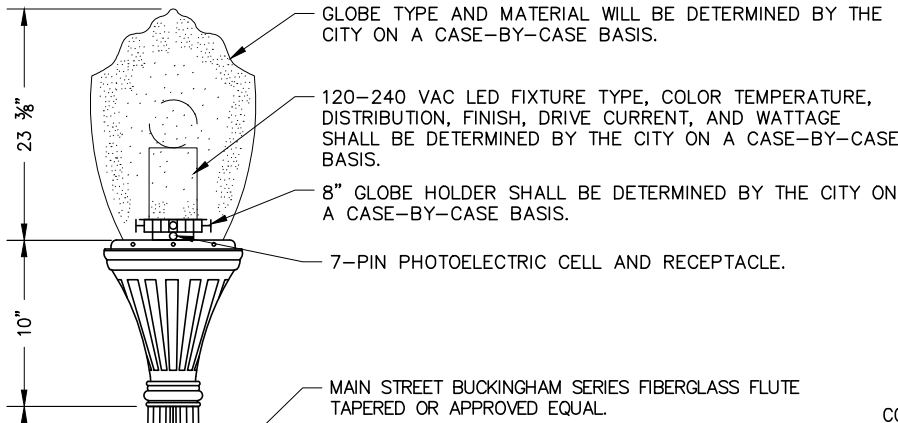 GLOBE TYPE AND MATERIAL WILL BE DETERMINED BY THE
CITY ON A CASE–BY–CASE BASIS.
120–240 VAC LED FIXTURE TYPE, COLOR TEMPERATURE,
DISTRIBUTION, FINISH, DRIVE CURRENT, AND WATTAGE
SHALL BE DETERMINED BY THE CITY ON A CASE–BY–CASE
BASIS.
8" GLOBE HOLDER SHALL BE DETERMINED BY THE CITY ON
A CASE–BY–CASE BASIS.
7–PIN PHOTOELECTRIC CELL AND RECEPTACLE.
MAIN STREET BUCKINGHAM SERIES FIBERGLASS FLUTE
TAPERED OR APPROVED EQUAL.
23 ⅜"
10"
CO